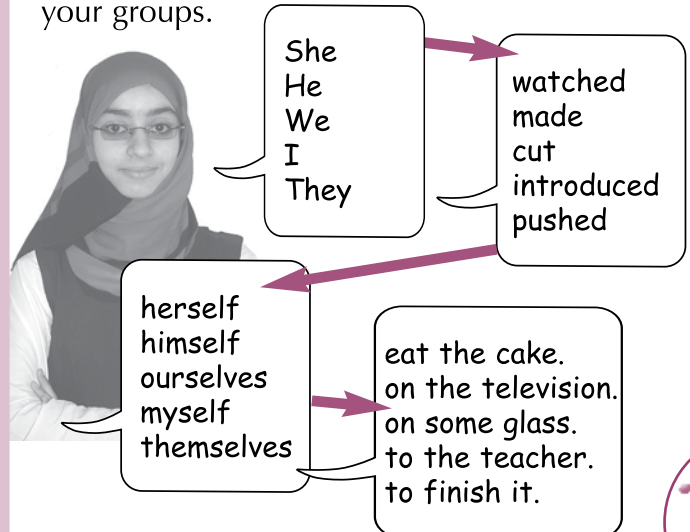 your groups.
She
He
We
I
They
watched
made
cut
introduced
pushed
herself
himself
ourselves
myself
themselves
eat the cake.
on the television.
on some glass.
to the teacher.
to finish it.